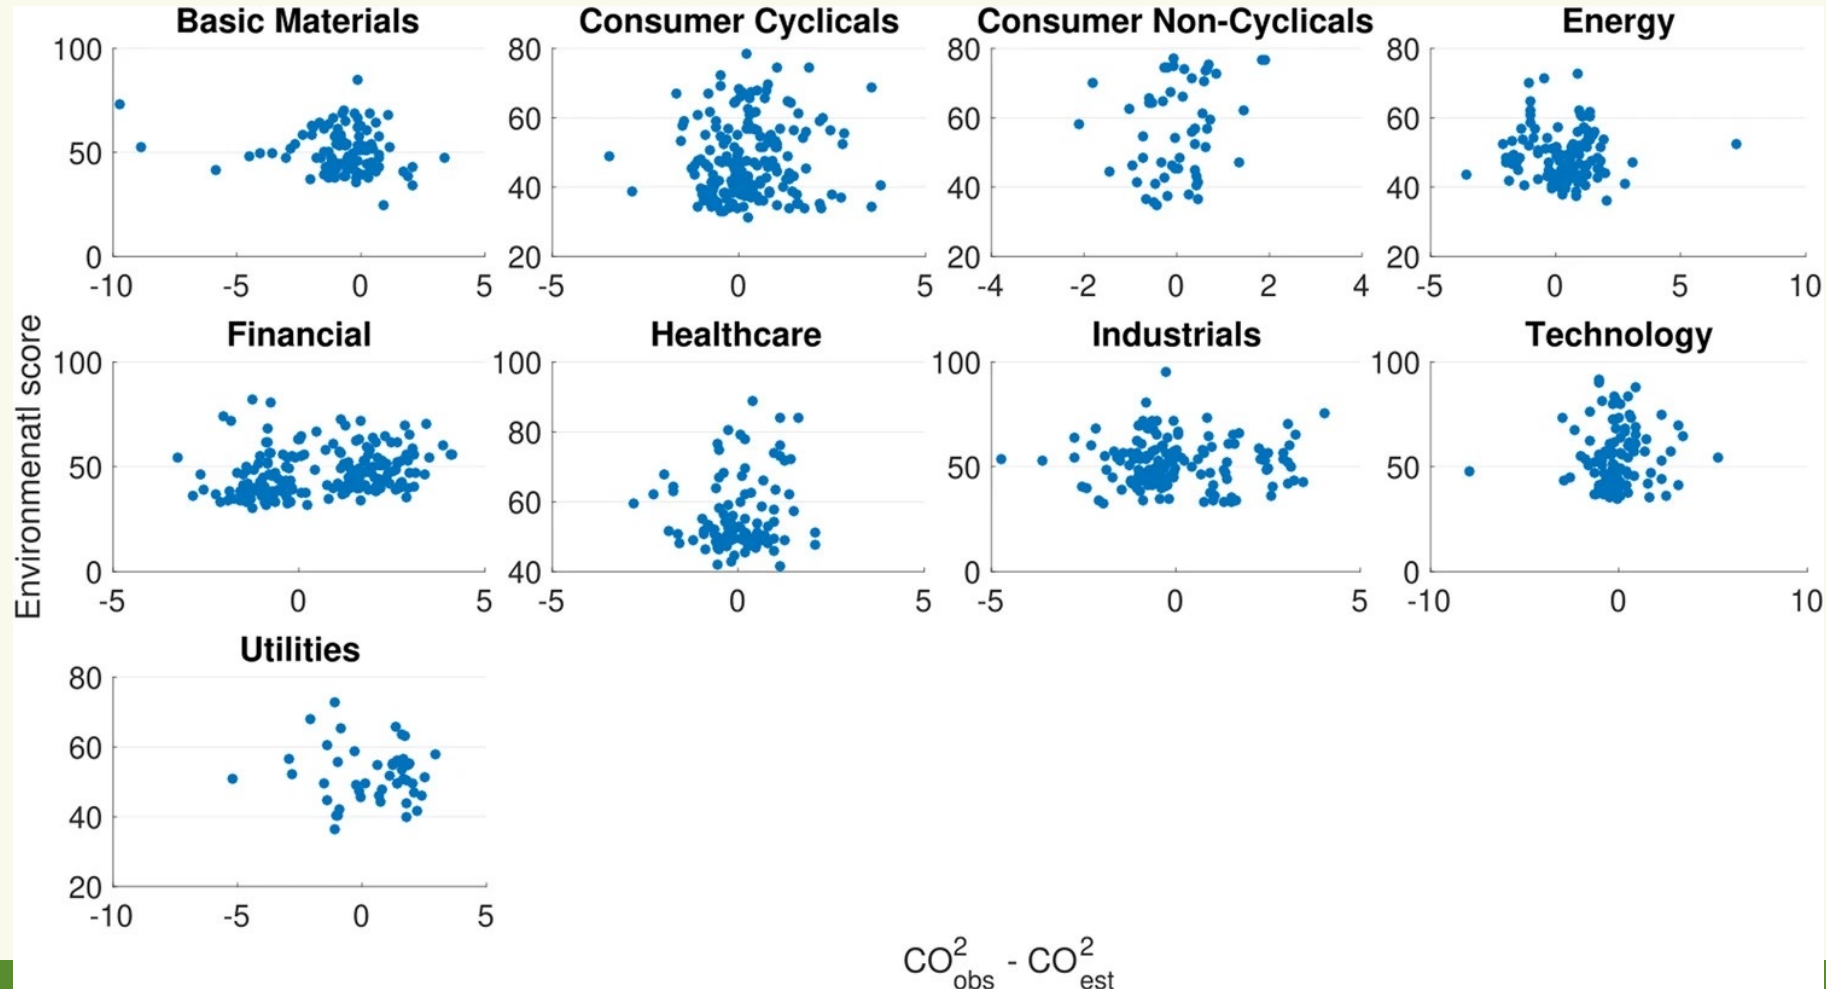 Basic Materials
Consumer Cyclicals
Consumer Non-Cyclicals
Energy
100
50
0
-10 -5 0 5
80
60
40
20
-5 0 5
80
60
40
20
-4 -2 0 2 4
80
60
40
20
-5 0 5 10
Environmenatl score
Financial
Healthcare
Industrials
Technology
100
50
0
-5 0 5
100
80
60
40
-5 0 5
100
50
0
-5 0 5
100
50
0
-10 0 10
Utilities
80
60
40
20
-10 -5 0 5
CO²obs - CO²est